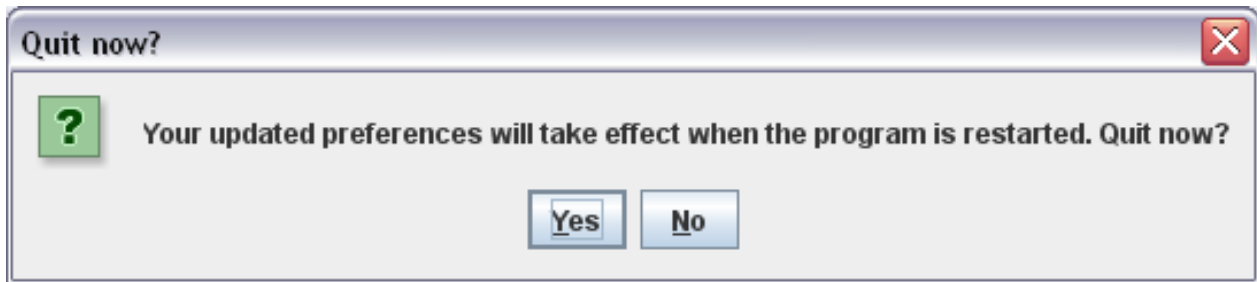 Quit now?
? Your updated preferences will take effect when the program is restarted. Quit now?
Yes No